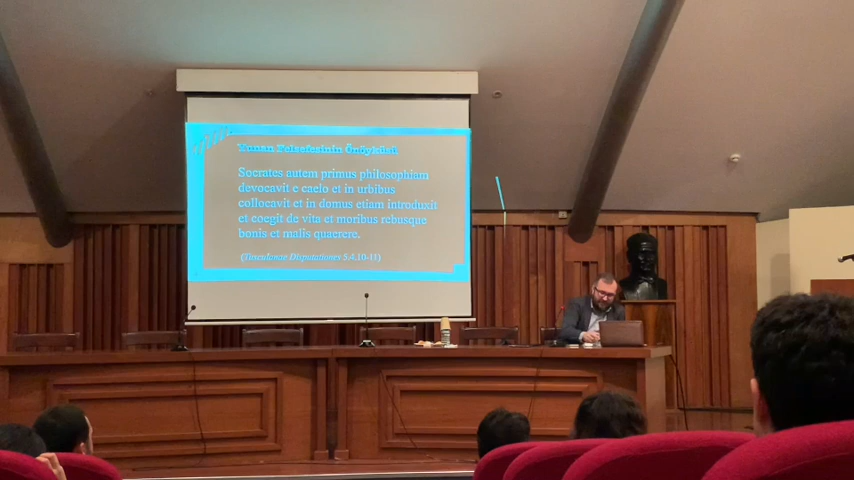 Yunan Felsefesinin Önöyküsü
Socrates autem primus philosophiam
devocavit e caelo et in urbibus
collocavit et in domus etiam introduxit
et coegit de vita et moribus rebusque
bonis et malis quaerere.
(Tusculanae Disputationes 5.4.10-11)